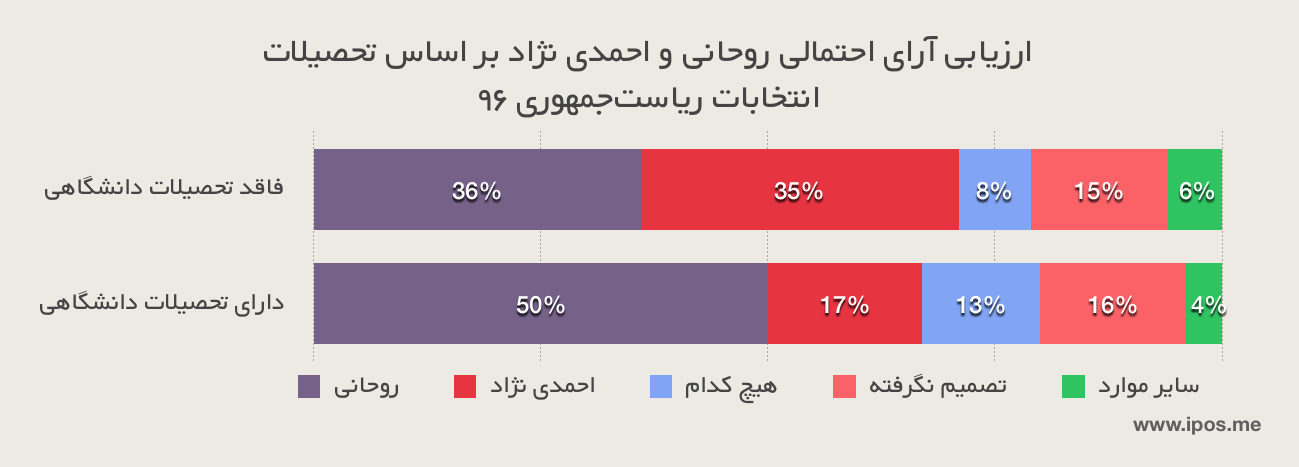 ارزیابی آرای احتمالی روحانی و احمدی نژاد بر اساس تحصیلات
انتخابات ریاست‌جمهوری ۹۶
فاقد تحصیلات دانشگاهی 36% 35% 8% 15% 6%
دارای تحصیلات دانشگاهی 50% 17% 13% 16% 4%
روحانی احمدی نژاد هیچ کدام تصمیم نگرفته سایر موارد
www.ipos.me